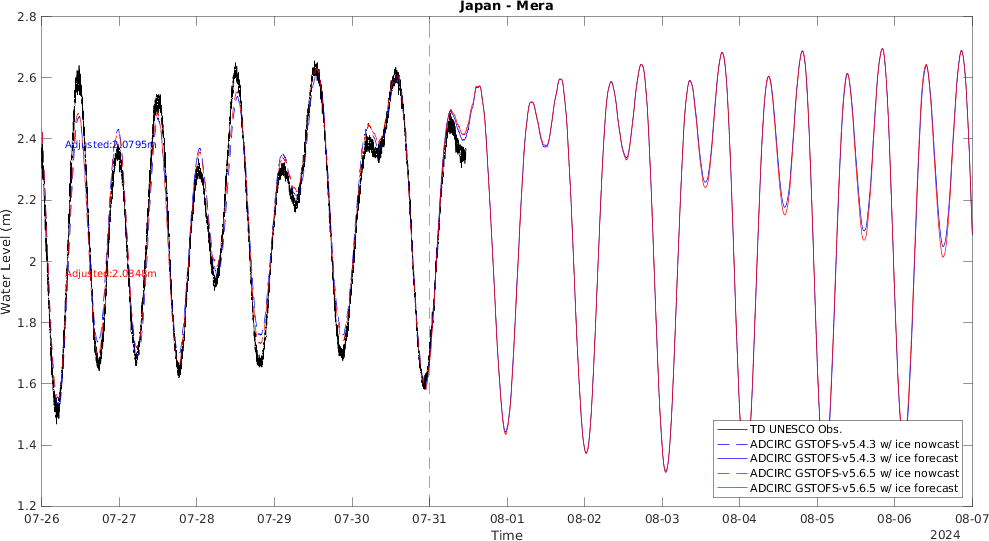 Japan - Mera
2.8
2.6
2.4
2.2
2
1.8
1.6
1.4
1.2
Water Level (m)
Adjusted:2.0795m
Adjusted:2.0348m
TD UNESCO Obs.
ADCIRC GSTOFS-v5.4.3 w/ ice nowcast
ADCIRC GSTOFS-v5.4.3 w/ ice forecast
ADCIRC GSTOFS-v5.6.5 w/ ice nowcast
ADCIRC GSTOFS-v5.6.5 w/ ice forecast
07-26 07-27 07-28 07-29 07-30 07-31 08-01 08-02 08-03 08-04 08-05 08-06 08-07
Time
2024